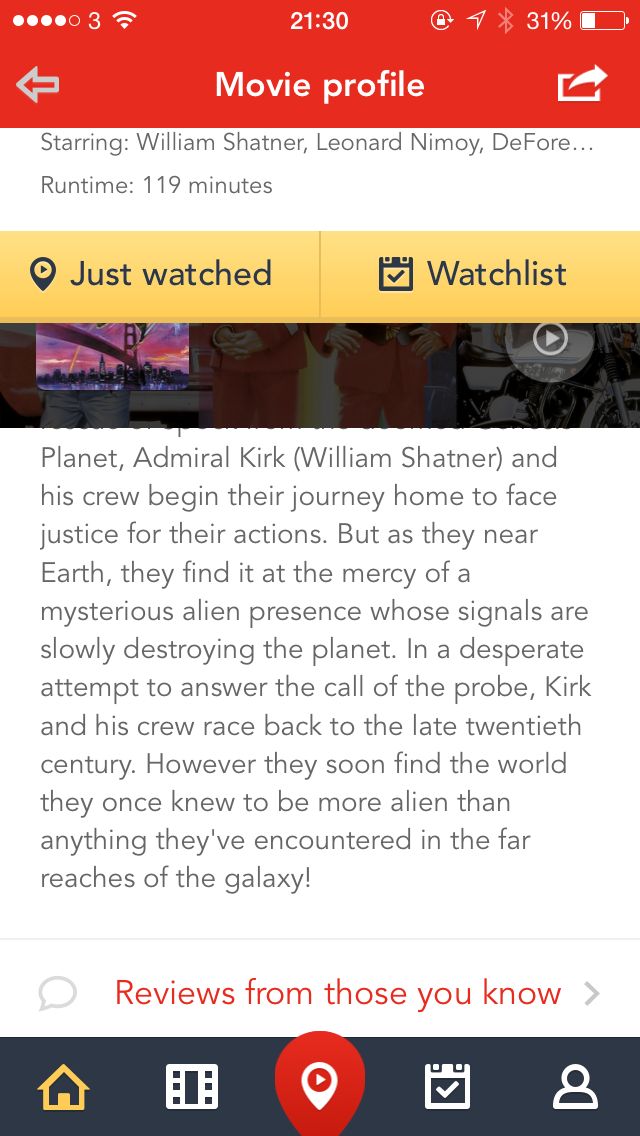 3 21:30 31%
Movie profile
Starring: William Shatner, Leonard Nimoy, DeFore...
Runtime: 119 minutes
Just watched Watchlist
Planet, Admiral Kirk (William Shatner) and
his crew begin their journey home to face
justice for their actions. But as they near
Earth, they find it at the mercy of a
mysterious alien presence whose signals are
slowly destroying the planet. In a desperate
attempt to answer the call of the probe, Kirk
and his crew race back to the late twentieth
century. However they soon find the world
they once knew to be more alien than
anything they've encountered in the far
reaches of the galaxy!
Reviews from those you know